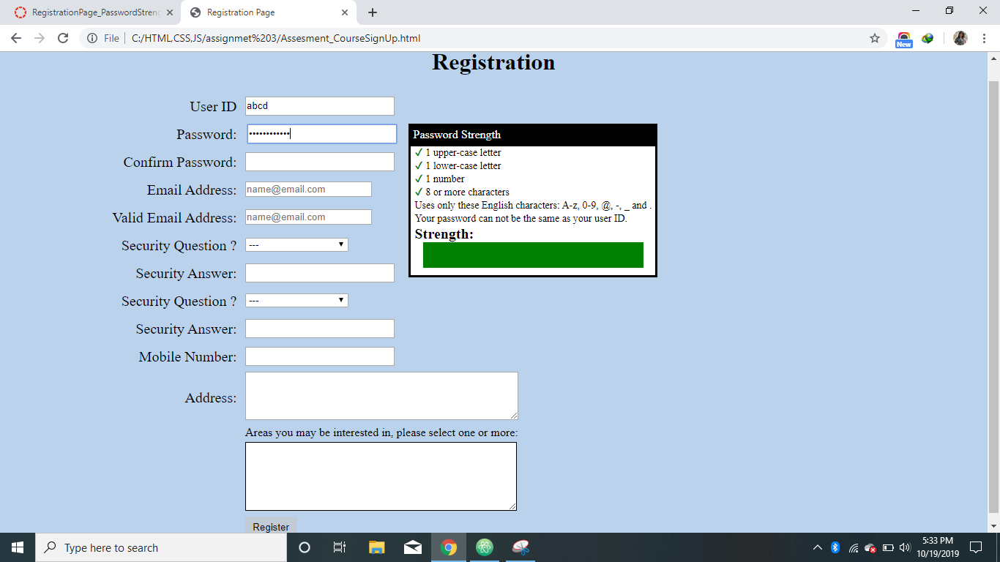 RegistrationPage_PasswordStren
Registration Page
File
C:/HTML,CSS,JS/assignmet%203/Assesment_CourseSignUp.html
New
Registration
User ID abcd
Password: ••••••••••••
Password Strength
✓ 1 upper-case letter
✓ 1 lower-case letter
✓ 1 number
✓ 8 or more characters
Uses only these English characters: A-z, 0-9, @, -, _ and .
Your password can not be the same as your user ID.
Strength:
Confirm Password:
Email Address: name@email.com
Valid Email Address: name@email.com
Security Question ? ---
Security Answer:
Security Question ? ---
Security Answer:
Mobile Number:
Address:
Areas you may be interested in, please select one or more:
Register
Type here to search
5:33 PM
10/19/2019